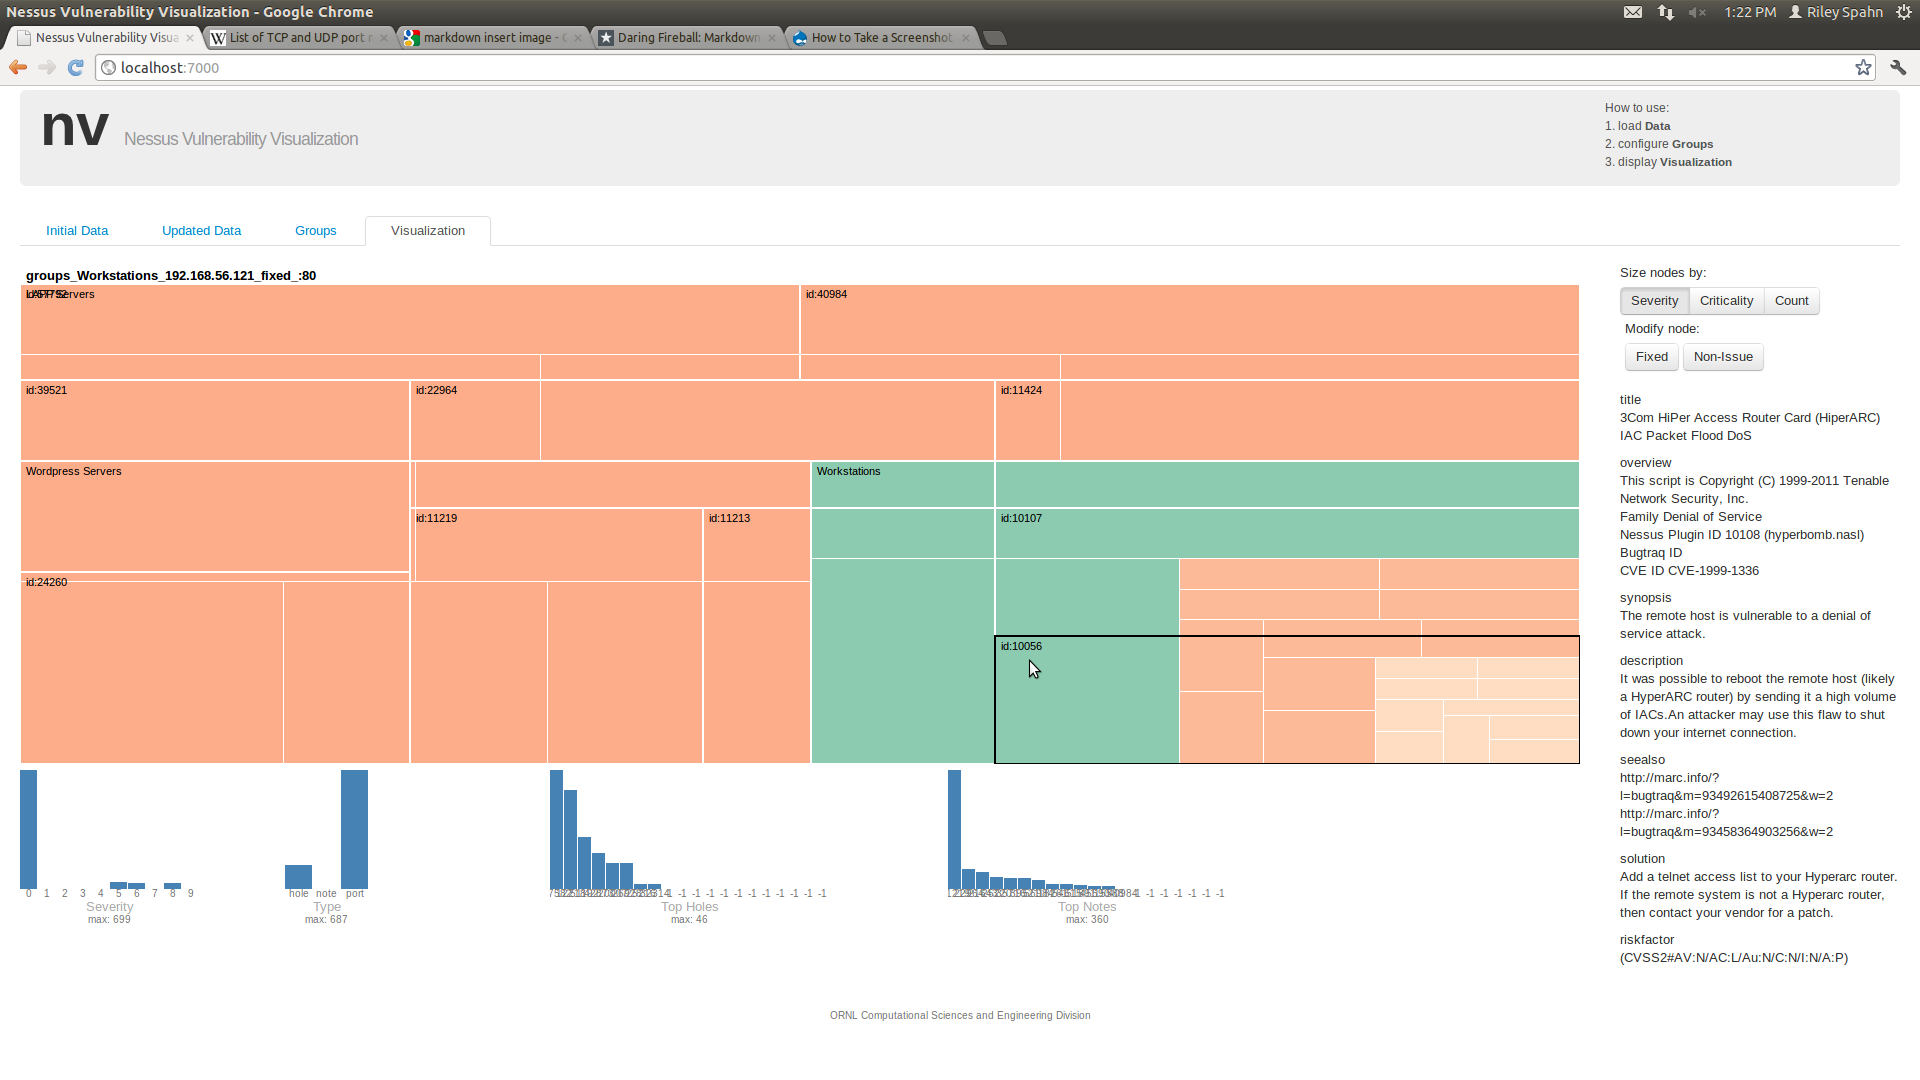 Nessus Vulnerability Visualization - Google Chrome
1:22 PM Riley Spahn
Nessus Vulnerability Visua
List of TCP and UDP port
markdown insert image -
Daring Fireball: Markdown
How to Take a Screenshot
localhost:7000
nv Nessus Vulnerability Visualization
How to use:
1. load Data
2. configure Groups
3. display Visualization
Initial Data
Updated Data
Groups
Visualization
groups_Workstations_192.168.56.121_fixed_:80
Servers
id:40984
id:39521
id:22964
id:11424
Wordpress Servers
Workstations
id:11219
id:11213
id:10107
id:24260
id:10056
0 1 2 3 4 5 6 7 8 9
Severity
max: 699
hole note port
Type
max: 687
-1 -1 -1 -1 -1 -1 -1 -1 -1 -1 -1
Top Holes
max: 46
-1 -1 -1 -1 -1 -1
Top Notes
max: 360
Size nodes by:
Severity Criticality Count
Modify node:
Fixed Non-Issue
title
3Com HiPer Access Router Card (HiperARC)
IAC Packet Flood DoS
overview
This script is Copyright (C) 1999-2011 Tenable
Network Security, Inc.
Family Denial of Service
Nessus Plugin ID 10108 (hyperbomb.nasl)
Bugtraq ID
CVE ID CVE-1999-1336
synopsis
The remote host is vulnerable to a denial of
service attack.
description
It was possible to reboot the remote host (likely
a HyperARC router) by sending it a high volume
of IACs.An attacker may use this flaw to shut
down your internet connection.
seealso
http://marc.info/?
l=bugtraq&m=93492615408725&w=2
http://marc.info/?
l=bugtraq&m=93458364903256&w=2
solution
Add a telnet access list to your Hyperarc router.
If the remote system is not a Hyperarc router,
then contact your vendor for a patch.
riskfactor
(CVSS2#AV:N/AC:L/Au:N/C:N/I:N/A:P)
ORNL Computational Sciences and Engineering Division